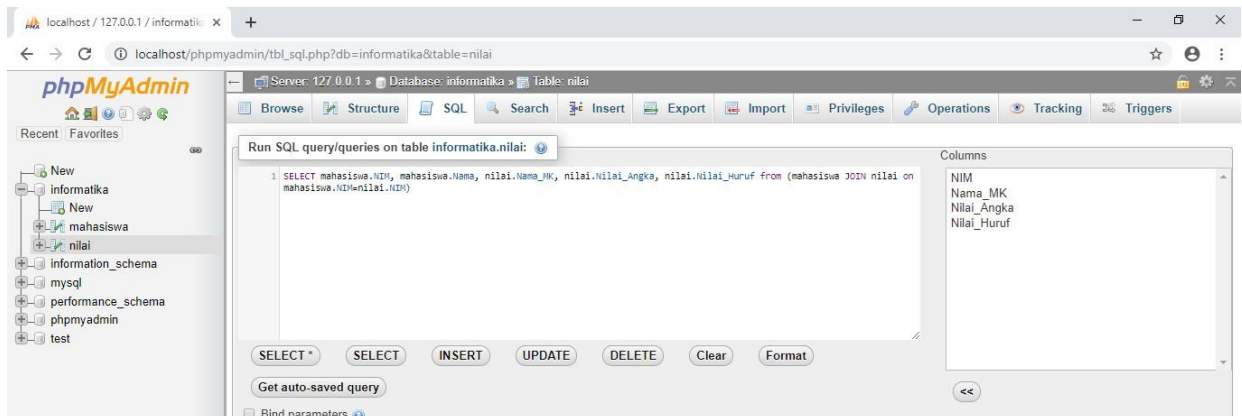 localhost / 127.0.0.1 / informatik
localhost/phpmyadmin/tbl_sql.php?db=informatika&table=nilai
phpMyAdmin
Recent Favorites
New
informatika
New
mahasiswa
nilai
information_schema
mysql
performance_schema
phpmyadmin
test
Server: 127.0.0.1 » Database: informatika » Table: nilai
Browse Structure SQL Search Insert Export Import Privileges Operations Tracking Triggers
Run SQL query/queries on table informatika.nilai:
1 SELECT mahasiswa.NIM, mahasiswa.Nama, nilai.Nama_MK, nilai.Nilai_Angka, nilai.Nilai_Huruf from (mahasiswa JOIN nilai on
mahasiswa.NIM=nilai.NIM)
SELECT * SELECT INSERT UPDATE DELETE Clear Format
Get auto-saved query
Bind parameters
Columns
NIM
Nama_MK
Nilai_Angka
Nilai_Huruf
<<